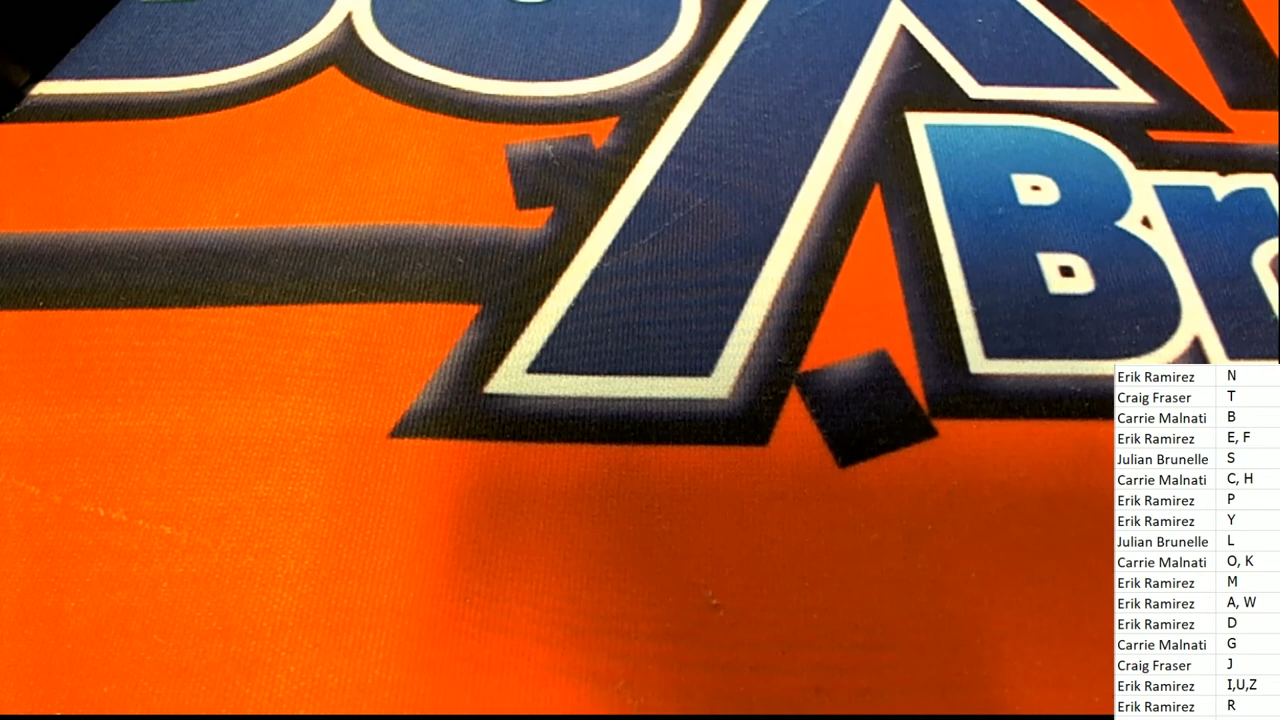 Br
Erik Ramirez N
Craig Fraser T
Carrie Malnati B
Erik Ramirez E, F
Julian Brunelle S
Carrie Malnati C, H
Erik Ramirez P
Erik Ramirez Y
Julian Brunelle L
Carrie Malnati O, K
Erik Ramirez M
Erik Ramirez A, W
Erik Ramirez D
Carrie Malnati G
Craig Fraser J
Erik Ramirez I,U,Z
Erik Ramirez R